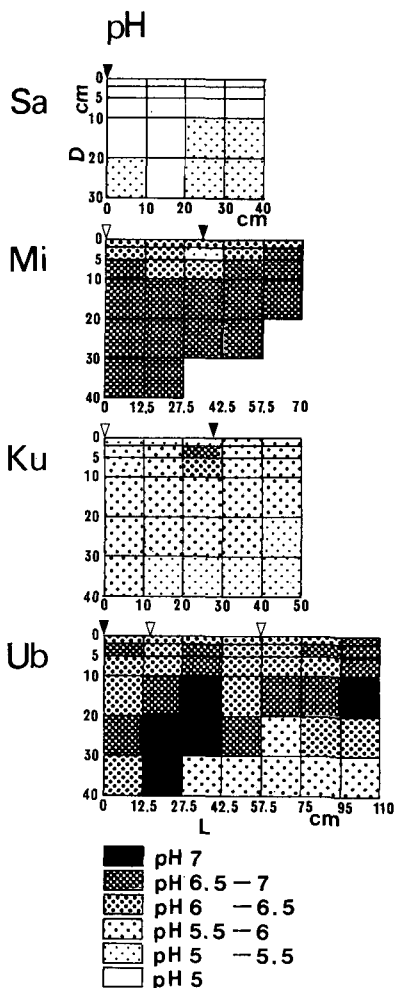 pH
Sa
cm
D
0
5
10
20
30
0 10 20 30 40
cm
Mi
0
5
10
20
30
40
0 12.5 27.5 42.5 57.5 70
Ku
0
5
10
20
30
40
0 10 20 30 40 50
Ub
0
5
10
20
30
40
0 12.5 27.5 42.5 57.5 75 95 110
L
cm
pH 7
pH 6.5 – 7
pH 6 – 6.5
pH 5.5 – 6
pH 5 – 5.5
pH 5